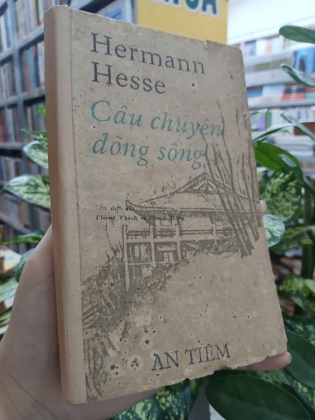 Hermann
Hesse
Câu chuyện
dòng sông
AN TIÊM